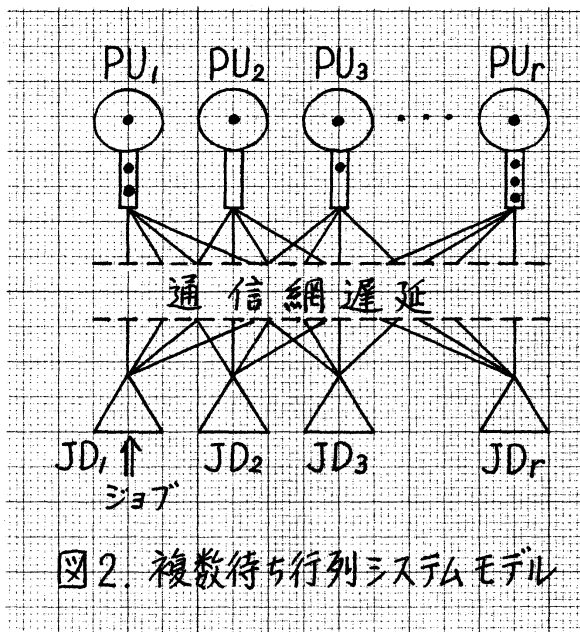 PU₁ PU₂ PU₃ ・・・ PUᵣ
通信網遅延
JD₁ JD₂ JD₃ JDᵣ
ジョブ
図2. 複数待ち行列システムモデル